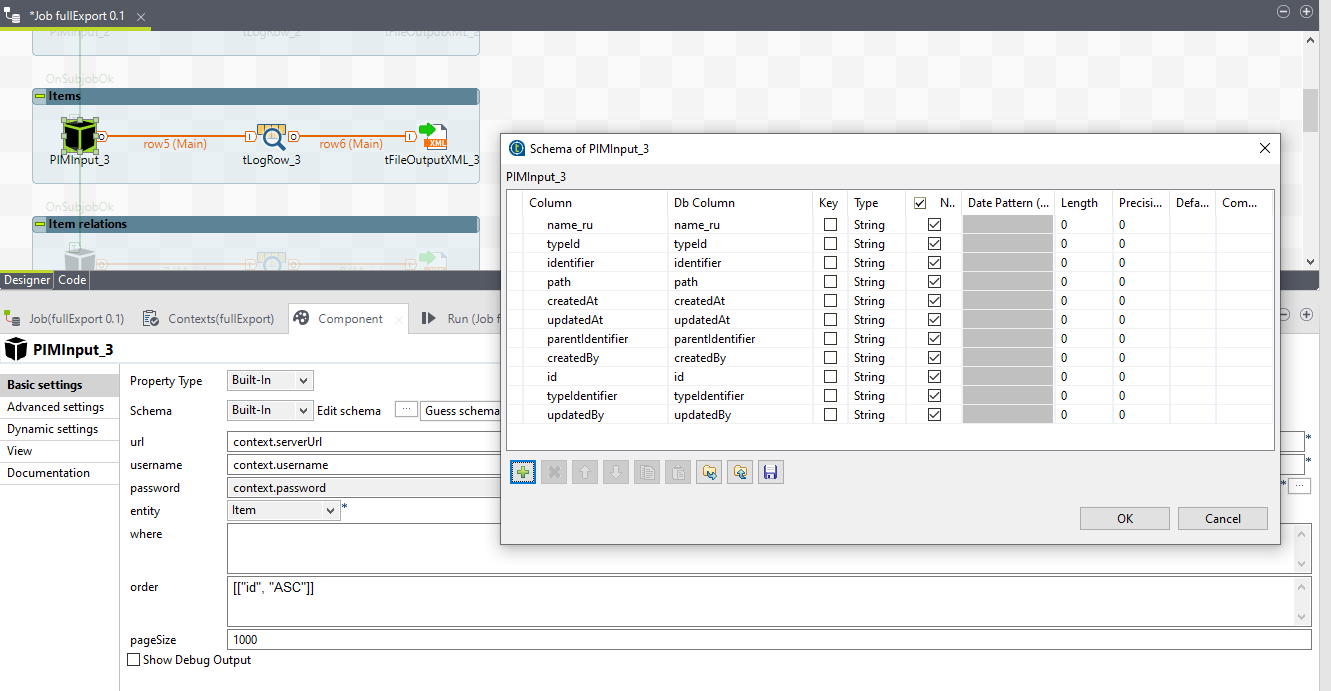 *Job fullExport 0.1
PIMInput_2 tLogRow_2 tFileOutputXML_2
OnSubjobOk
Items
row5 (Main) row6 (Main)
PIMInput_3 tLogRow_3 tFileOutputXML_3
OnSubjobOk
Item relations
Designer Code
Job(fullExport 0.1) Contexts(fullExport) Component Run (Job f
PIMInput_3
Basic settings
Advanced settings
Dynamic settings
View
Documentation
Property Type Built-In
Schema Built-In Edit schema ... Guess schema
url context.serverUrl *
username context.username *
password context.password * ...
entity Item *
where
order [["id", "ASC"]]
pageSize 1000
Show Debug Output
Schema of PIMInput_3
PIMInput_3
Column Db Column Key Type N.. Date Pattern (... Length Precisi... Defa... Com...
name_ru name_ru String 0 0
typeId typeId String 0 0
identifier identifier String 0 0
path path String 0 0
createdAt createdAt String 0 0
updatedAt updatedAt String 0 0
parentIdentifier parentIdentifier String 0 0
createdBy createdBy String 0 0
id id String 0 0
typeIdentifier typeIdentifier String 0 0
updatedBy updatedBy String 0 0
OK Cancel